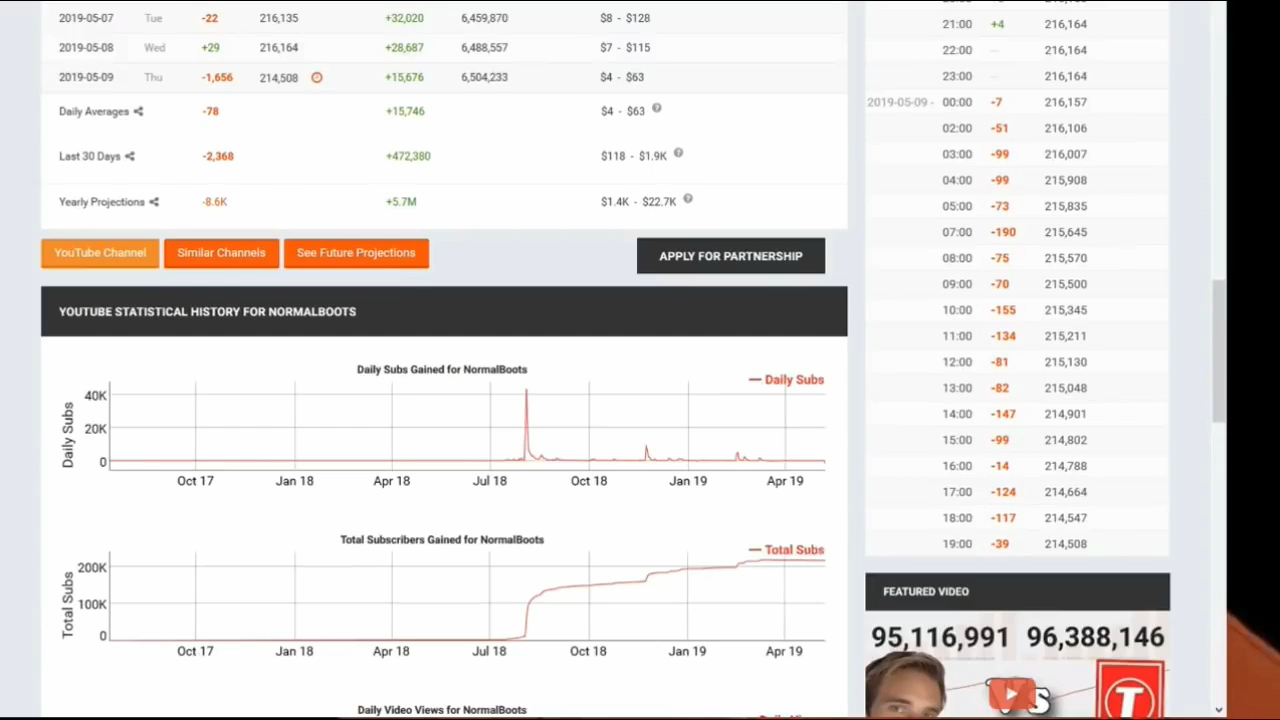 2019-05-07 Tue -22 216,135 +32,020 6,459,870 $8 - $128
2019-05-08 Wed +29 216,164 +28,687 6,488,557 $7 - $115
2019-05-09 Thu -1,656 214,508 +15,676 6,504,233 $4 - $63
Daily Averages -78 +15,746 $4 - $63
Last 30 Days -2,368 +472,380 $118 - $1.9K
Yearly Projections -8.6K +5.7M $1.4K - $22.7K
YouTube Channel Similar Channels See Future Projections APPLY FOR PARTNERSHIP
YOUTUBE STATISTICAL HISTORY FOR NORMALBOOTS
Daily Subs Gained for NormalBoots
Daily Subs
Daily Subs
40K
20K
0
Oct 17 Jan 18 Apr 18 Jul 18 Oct 18 Jan 19 Apr 19
Total Subscribers Gained for NormalBoots
Total Subs
Total Subs
200K
100K
0
Oct 17 Jan 18 Apr 18 Jul 18 Oct 18 Jan 19 Apr 19
Daily Video Views for NormalBoots
21:00 +4 216,164
22:00 — 216,164
23:00 — 216,164
2019-05-09 - 00:00 -7 216,157
02:00 -51 216,106
03:00 -99 216,007
04:00 -99 215,908
05:00 -73 215,835
07:00 -190 215,645
08:00 -75 215,570
09:00 -70 215,500
10:00 -155 215,345
11:00 -134 215,211
12:00 -81 215,130
13:00 -82 215,048
14:00 -147 214,901
15:00 -99 214,802
16:00 -14 214,788
17:00 -124 214,664
18:00 -117 214,547
19:00 -39 214,508
FEATURED VIDEO
95,116,991 96,388,146
VS
T